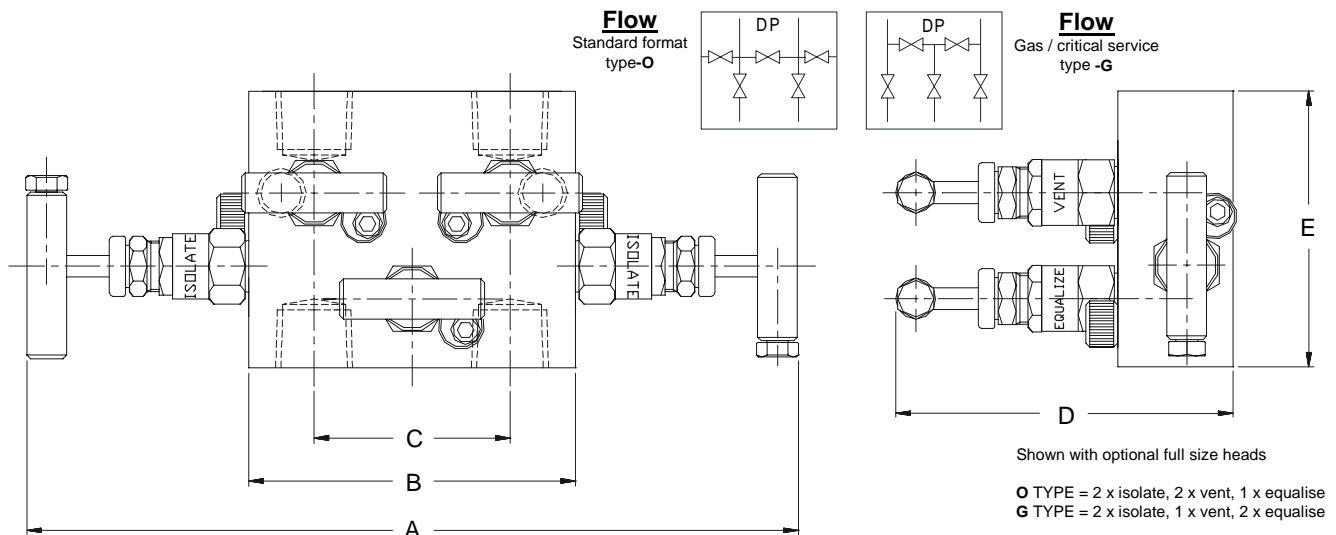 Flow
Standard format
type-O
DP
DP
Flow
Gas / critical service
type -G
ISOLATE
ISOLATE
VENT
EQUALIZE
E
D
C
B
A
Shown with optional full size heads
O TYPE = 2 x isolate, 2 x vent, 1 x equalise
G TYPE = 2 x isolate, 1 x vent, 2 x equalise